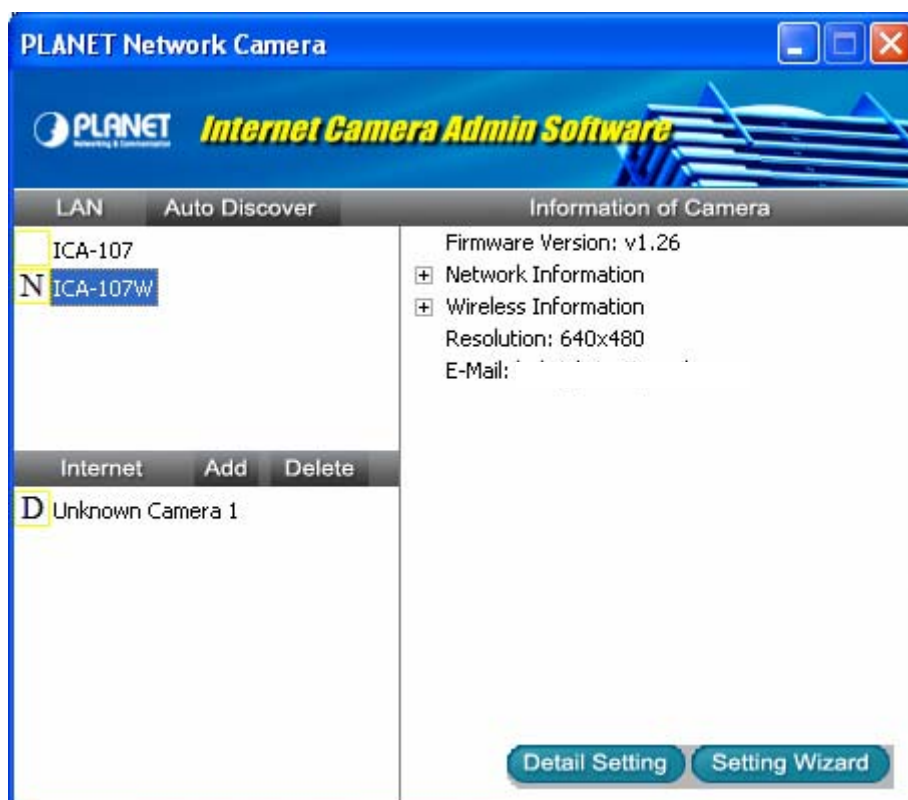 PLANET Network Camera
PLANET
Networking & Communication
Internet Camera Admin Software
LAN
Auto Discover
Information of Camera
ICA-107
N ICA-107W
Firmware Version: v1.26
Network Information
Wireless Information
Resolution: 640x480
E-Mail:
Internet
Add
Delete
D Unknown Camera 1
Detail Setting
Setting Wizard